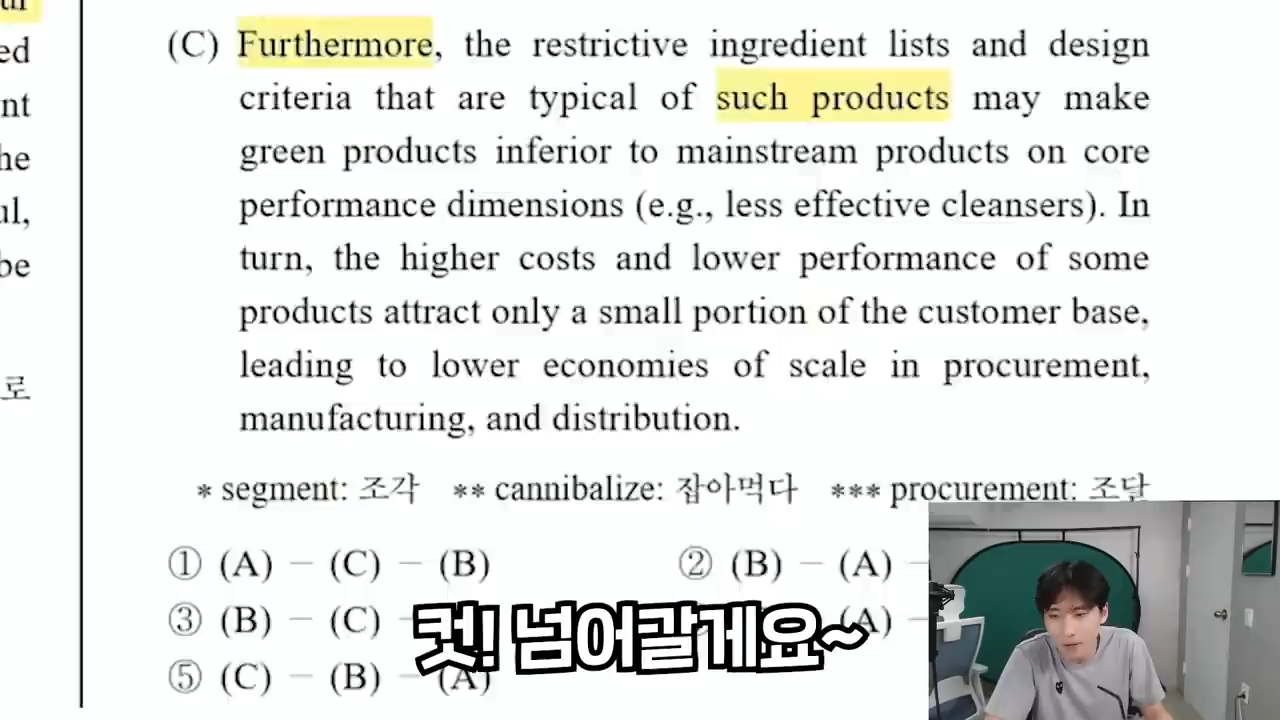 ed
nt
he
ul,
be
로
(C) Furthermore, the restrictive ingredient lists and design
criteria that are typical of such products may make
green products inferior to mainstream products on core
performance dimensions (e.g., less effective cleansers). In
turn, the higher costs and lower performance of some
products attract only a small portion of the customer base,
leading to lower economies of scale in procurement,
manufacturing, and distribution.
* segment: 조각 ** cannibalize: 잡아먹다 *** procurement: 조달
① (A) – (C) – (B)
② (B) – (A) –
③ (B) – (C) –
(A) –
⑤ (C) – (B) – (A)
컷! 넘어갈게요~